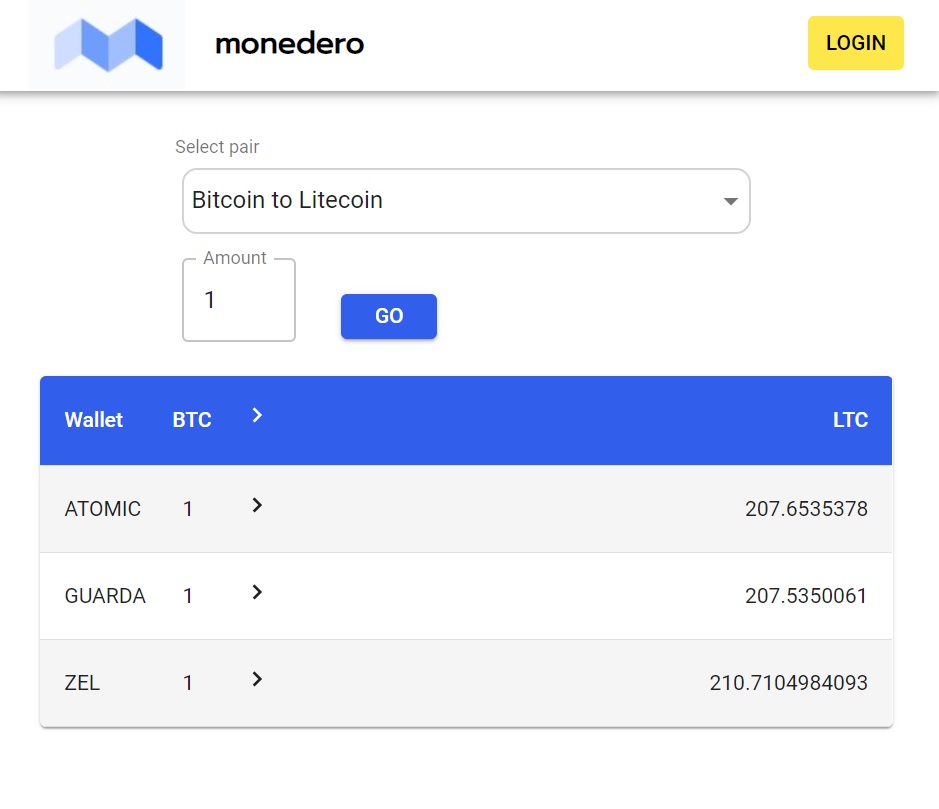 monedero
LOGIN
Select pair
Bitcoin to Litecoin
Amount
1
GO
Wallet BTC LTC
ATOMIC 1 207.6535378
GUARDA 1 207.5350061
ZEL 1 210.7104984093